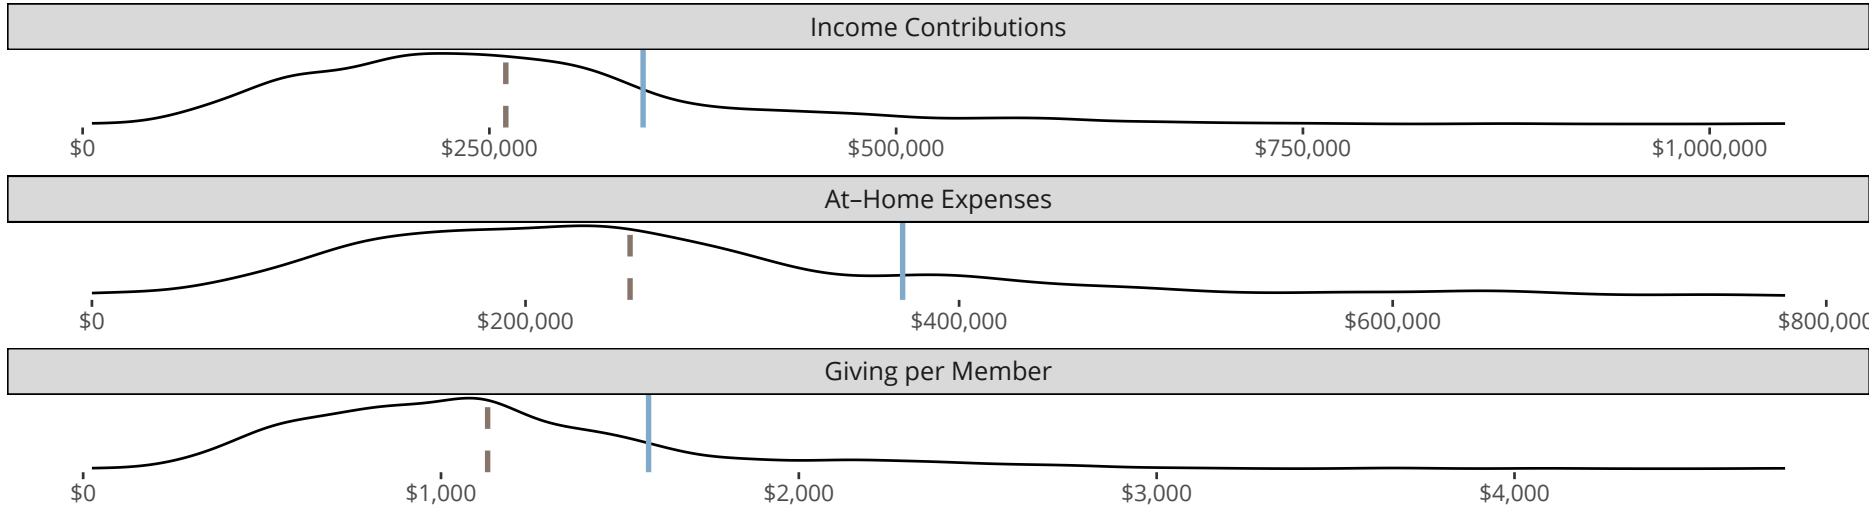 Income Contributions
$0 $250,000 $500,000 $750,000 $1,000,000
At–Home Expenses
$0 $200,000 $400,000 $600,000 $800,000
Giving per Member
$0 $1,000 $2,000 $3,000 $4,000